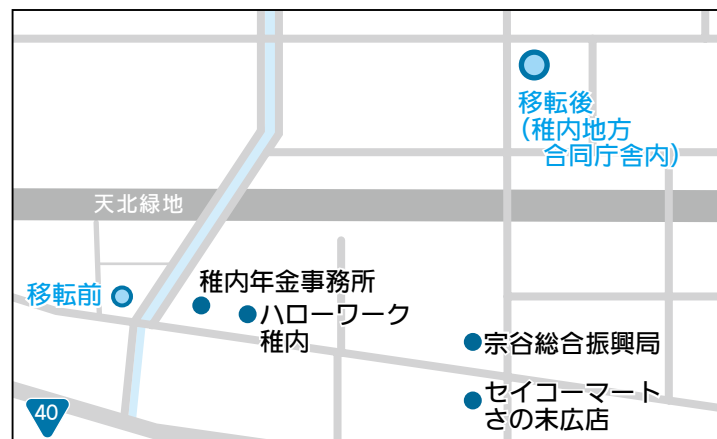 移転後
（稚内地方
合同庁舎内）
天北緑地
移転前
稚内年金事務所
ハローワーク
稚内
宗谷総合振興局
セイコーマート
さの末広店
40